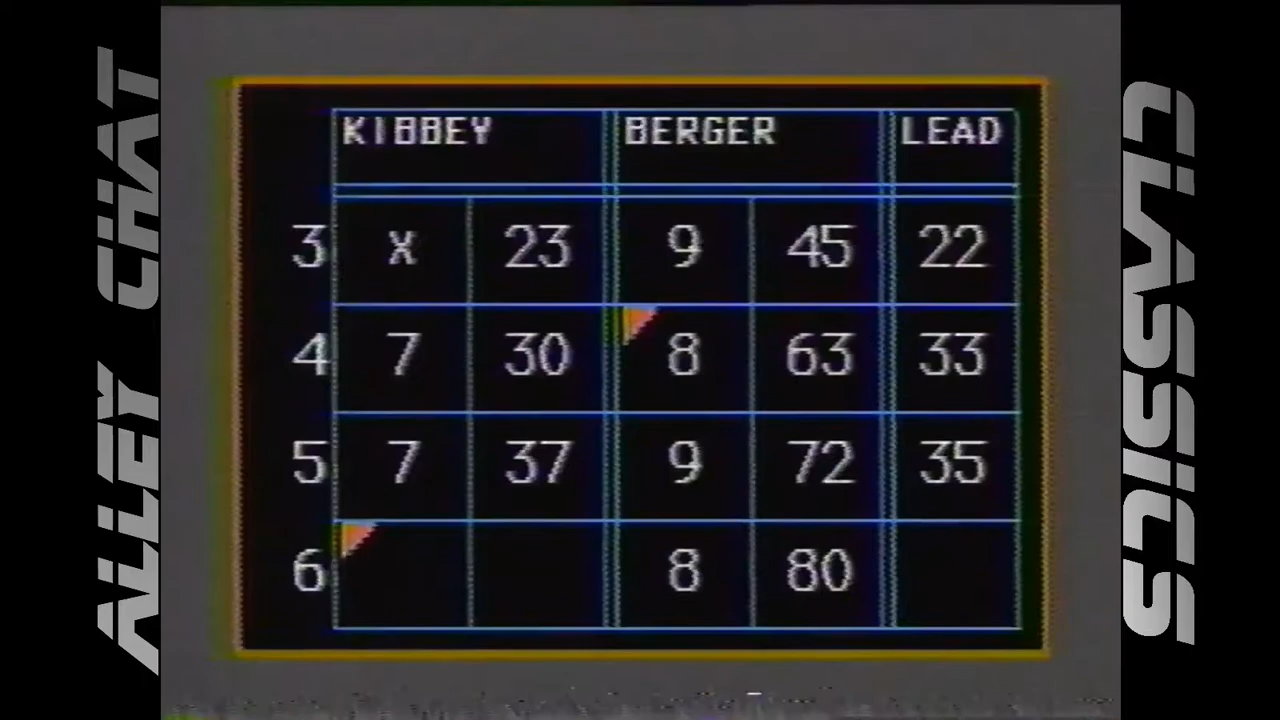 ALLEY CHAT
KIBBEY BERGER LEAD
3 X 23 9 45 22
4 7 30 8 63 33
5 7 37 9 72 35
6 8 80
CLASSICS